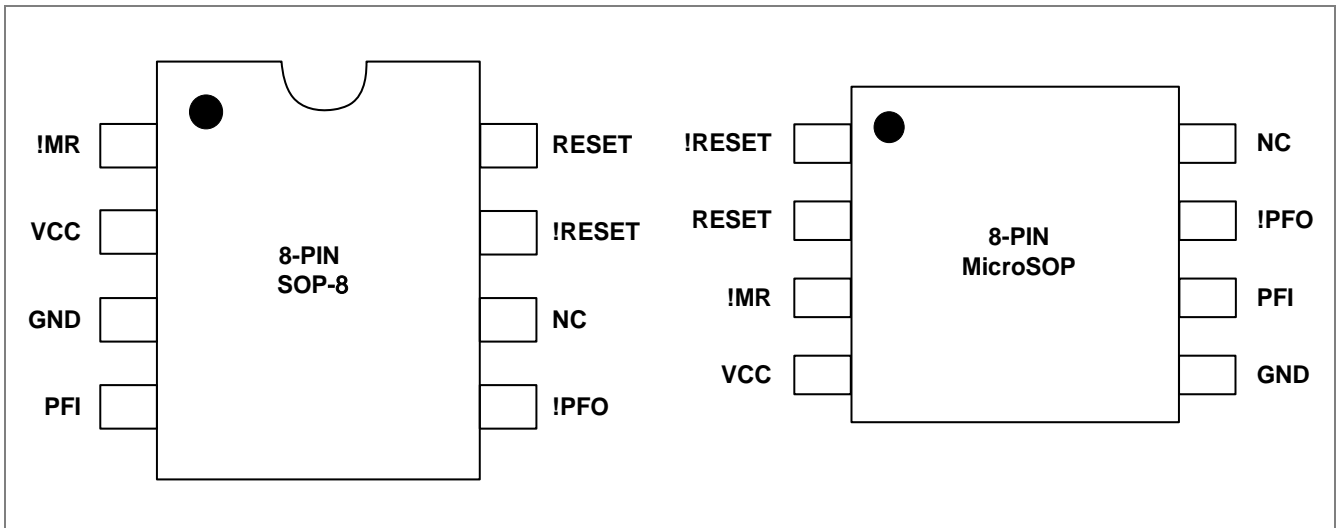 !MR
VCC
GND
PFI
8-PIN
SOP-8
RESET
!RESET
NC
!PFO
!RESET
RESET
!MR
VCC
8-PIN
MicroSOP
NC
!PFO
PFI
GND